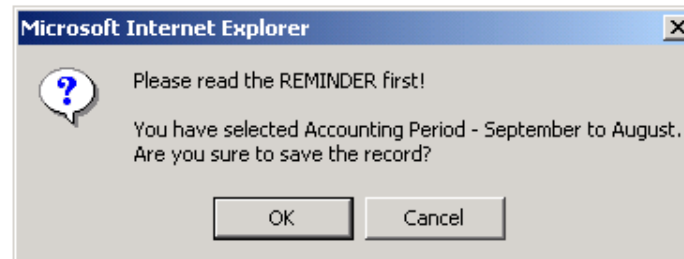 Microsoft Internet Explorer
Please read the REMINDER first!
You have selected Accounting Period - September to August.
Are you sure to save the record?
OK
Cancel